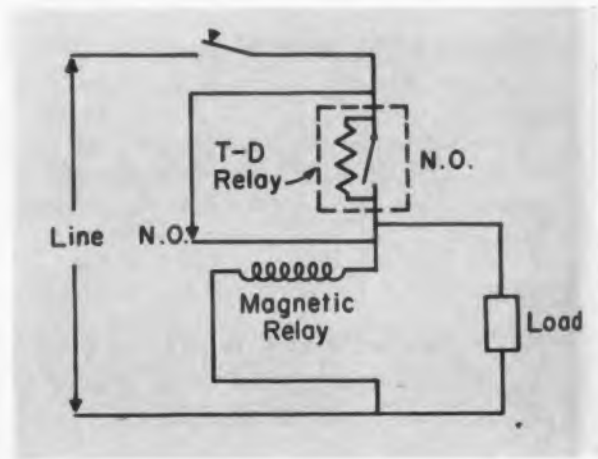 T-D
Relay
N.O.
Line
N.O.
Magnetic
Relay
Load